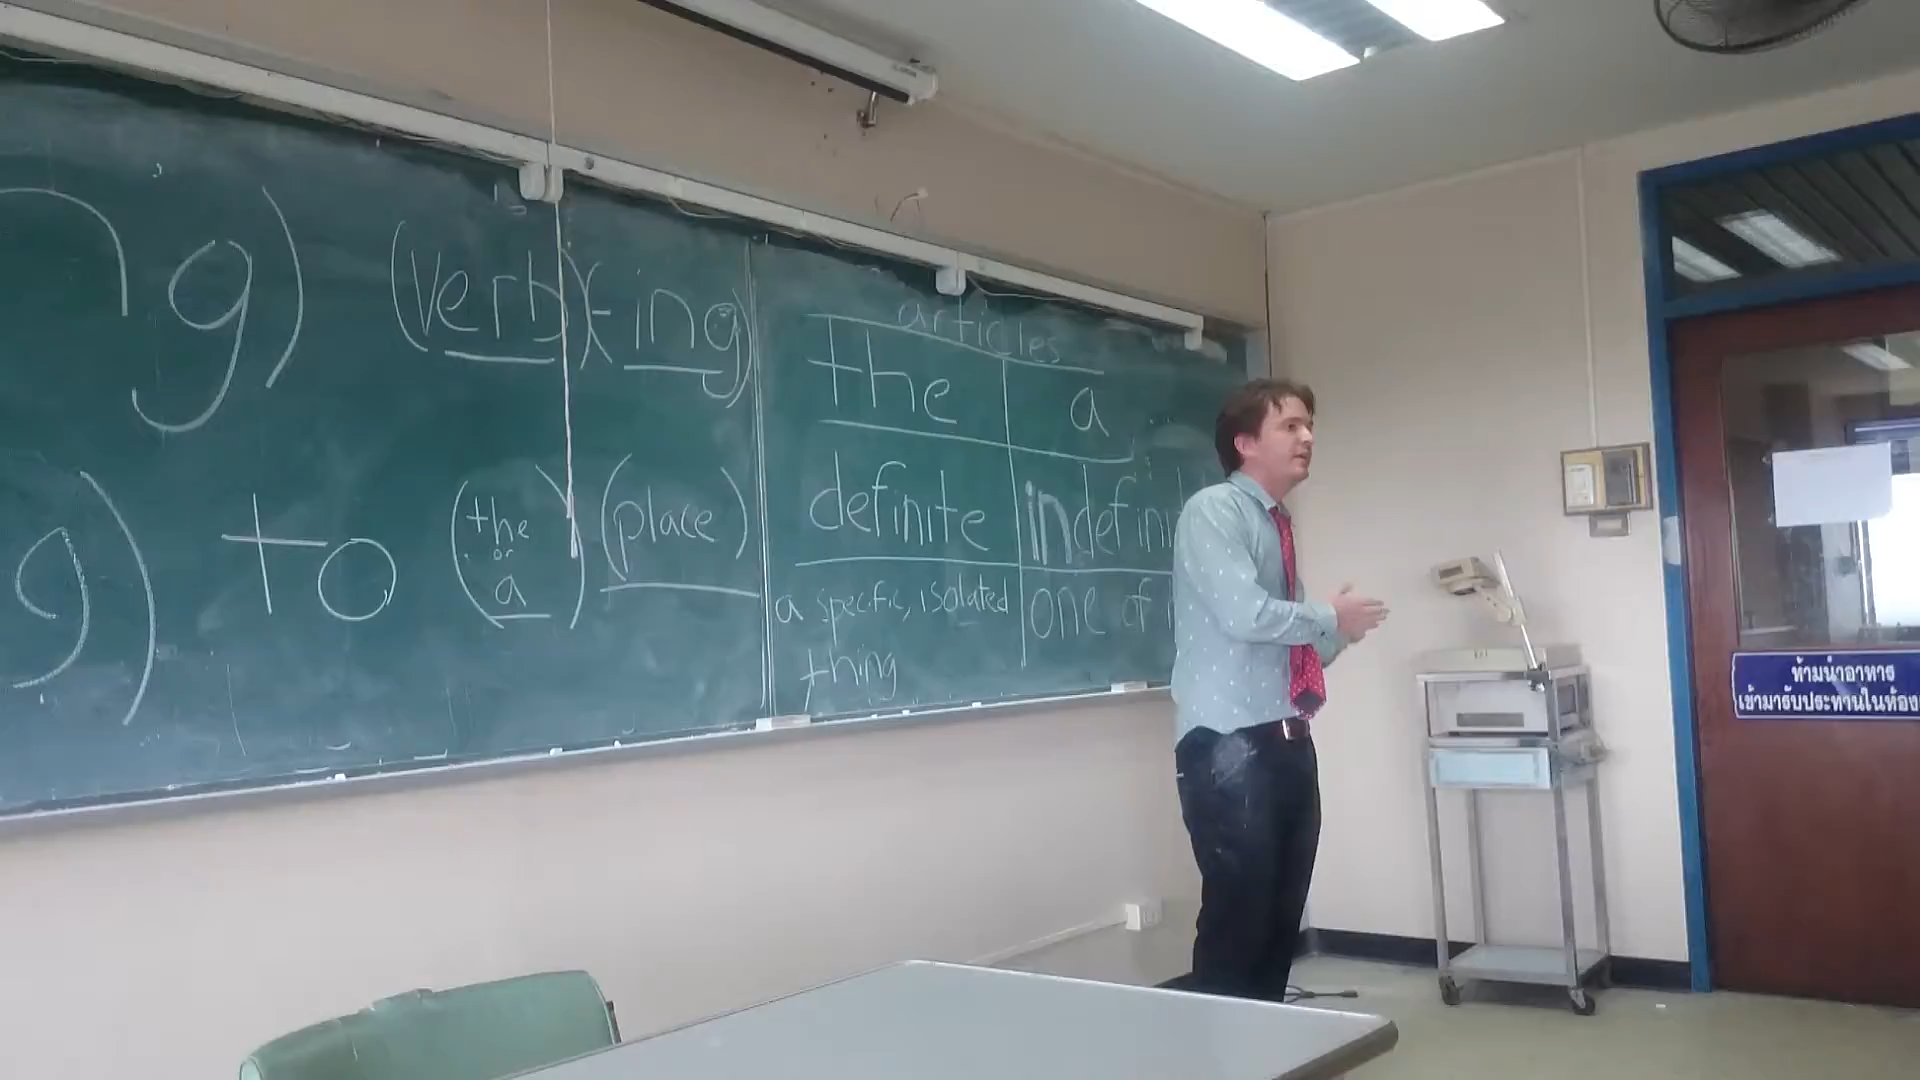 ng) (verb)(-ing)
g) to (the or a) (place)
articles
the a
definite indefini
a specific, isolated one of
thing
ห้ามนำอาหาร
เข้ามารับประทานในห้อง